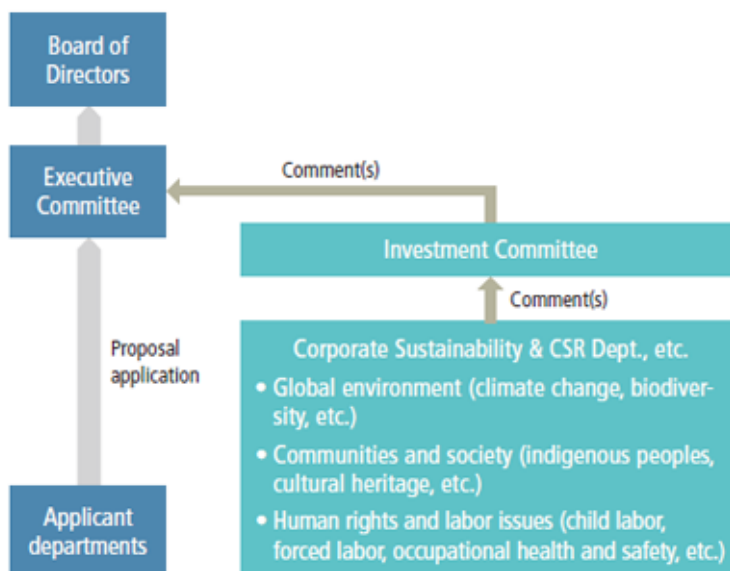 Board of
Directors
Executive
Committee
Comment(s)
Investment Committee
Comment(s)
Proposal
application
Corporate Sustainability & CSR Dept., etc.
• Global environment (climate change, biodiver-
sity, etc.)
• Communities and society (indigenous peoples,
cultural heritage, etc.)
• Human rights and labor issues (child labor,
forced labor, occupational health and safety, etc.)
Applicant
departments